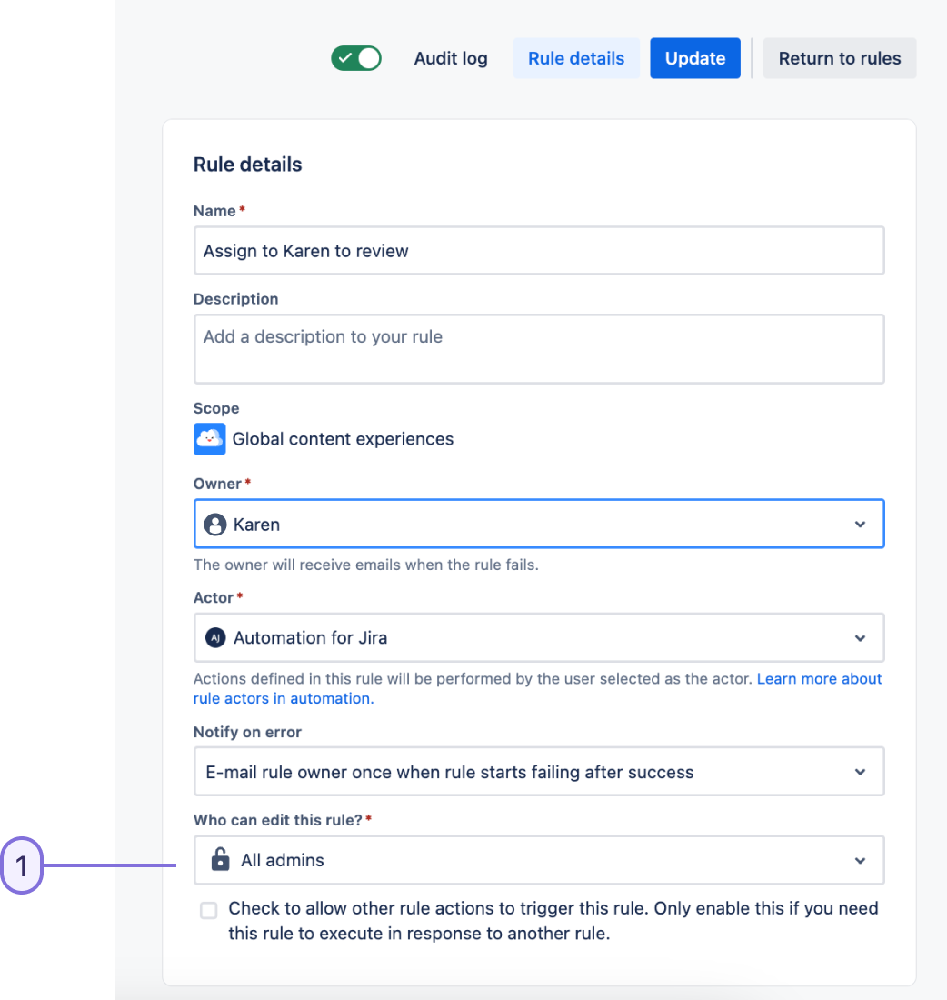 Audit log
Rule details
Update
Return to rules
Rule details
Name*
Assign to Karen to review
Description
Add a description to your rule
Scope
Global content experiences
Owner*
Karen
The owner will receive emails when the rule fails.
Actor*
AJ Automation for Jira
Actions defined in this rule will be performed by the user selected as the actor. Learn more about
rule actors in automation.
Notify on error
E-mail rule owner once when rule starts failing after success
Who can edit this rule?*
1
All admins
Check to allow other rule actions to trigger this rule. Only enable this if you need
this rule to execute in response to another rule.